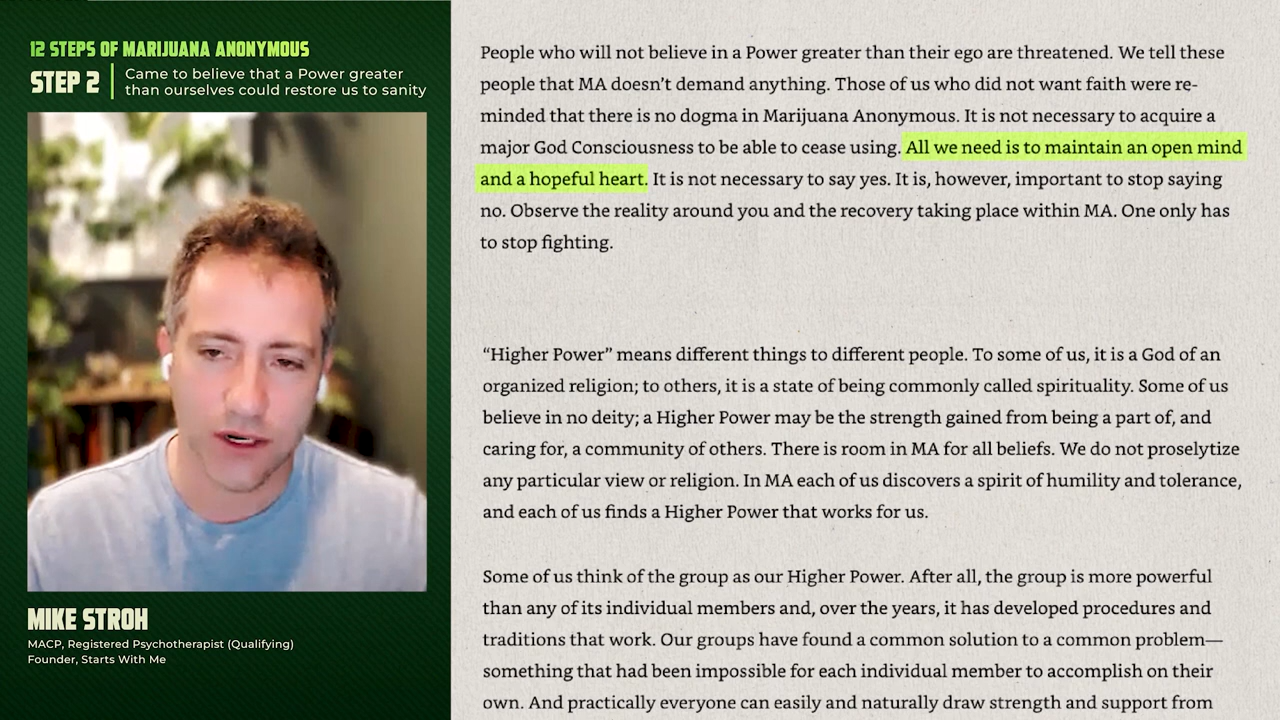 12 STEPS OF MARIJUANA ANONYMOUS
STEP 2
Came to believe that a Power greater
than ourselves could restore us to sanity
MIKE STROH
MACP, Registered Psychotherapist (Qualifying)
Founder, Starts With Me
People who will not believe in a Power greater than their ego are threatened. We tell these
people that MA doesn’t demand anything. Those of us who did not want faith were re-
minded that there is no dogma in Marijuana Anonymous. It is not necessary to acquire a
major God Consciousness to be able to cease using. All we need is to maintain an open mind
and a hopeful heart. It is not necessary to say yes. It is, however, important to stop saying
no. Observe the reality around you and the recovery taking place within MA. One only has
to stop fighting.
“Higher Power” means different things to different people. To some of us, it is a God of an
organized religion; to others, it is a state of being commonly called spirituality. Some of us
believe in no deity; a Higher Power may be the strength gained from being a part of, and
caring for, a community of others. There is room in MA for all beliefs. We do not proselytize
any particular view or religion. In MA each of us discovers a spirit of humility and tolerance,
and each of us finds a Higher Power that works for us.
Some of us think of the group as our Higher Power. After all, the group is more powerful
than any of its individual members and, over the years, it has developed procedures and
traditions that work. Our groups have found a common solution to a common problem—
something that had been impossible for each individual member to accomplish on their
own. And practically everyone can easily and naturally draw strength and support from